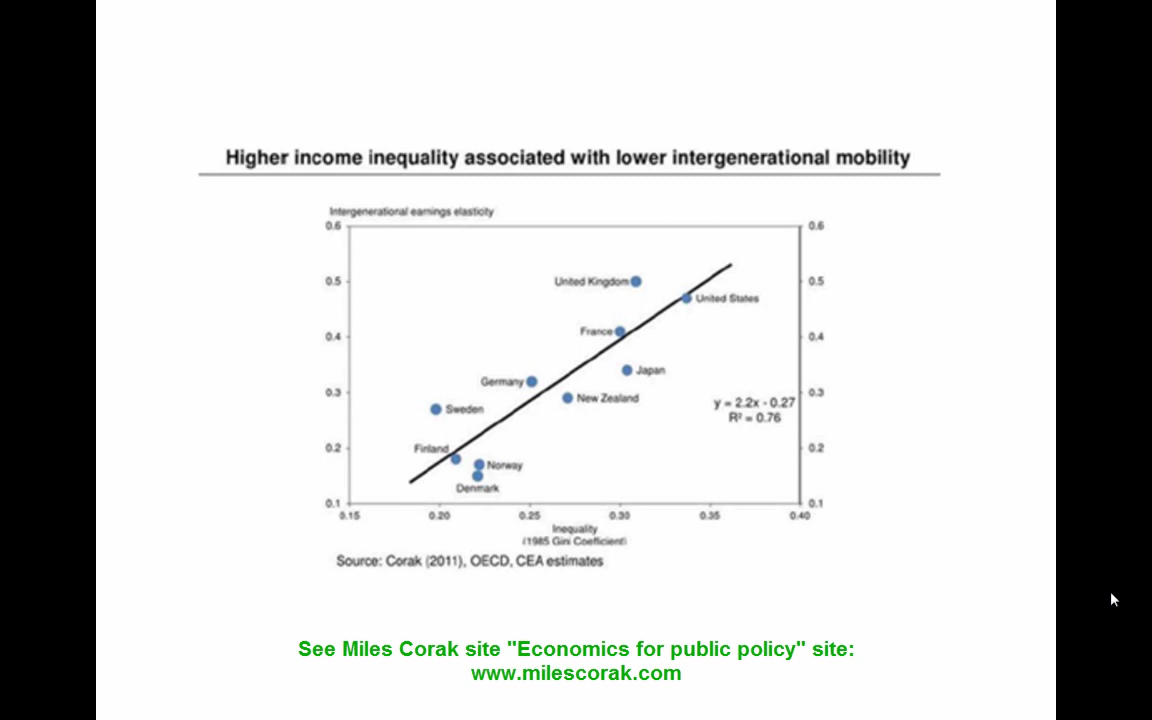 Higher income inequality associated with lower intergenerational mobility
Intergenerational earnings elasticity
0.6 0.6
United Kingdom
0.5 0.5
United States
France
0.4 0.4
Japan
Germany
0.3 0.3
New Zealand
y = 2.2x - 0.27
Sweden
R² = 0.76
Finland
0.2 0.2
Norway
Denmark
0.1 0.1
0.15 0.20 0.25 0.30 0.35 0.40
Inequality
(1985 Gini Coefficient)
Source: Corak (2011), OECD, CEA estimates
See Miles Corak site "Economics for public policy" site:
www.milescorak.com